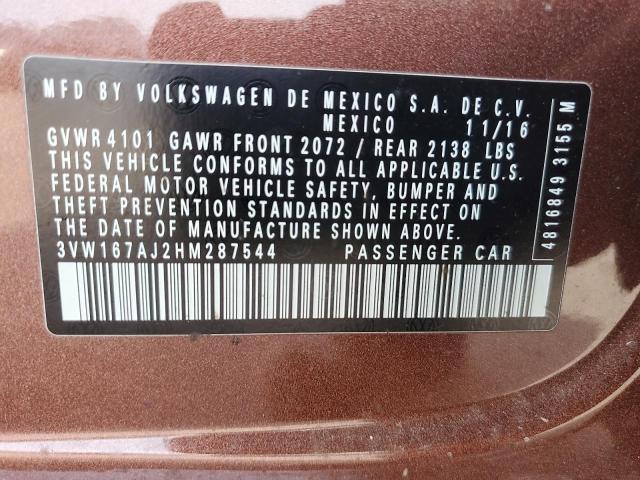 MFD BY VOLKSWAGEN DE MEXICO S.A. DE C.V.
MEXICO 11/16
GVWR 4101 GAWR FRONT 2072 / REAR 2138 LBS
THIS VEHICLE CONFORMS TO ALL APPLICABLE U.S.
FEDERAL MOTOR VEHICLE SAFETY, BUMPER AND
THEFT PREVENTION STANDARDS IN EFFECT ON
THE DATE OF MANUFACTURE SHOWN ABOVE.
3VW167AJ2HM287544 PASSENGER CAR
4816849 3155 M